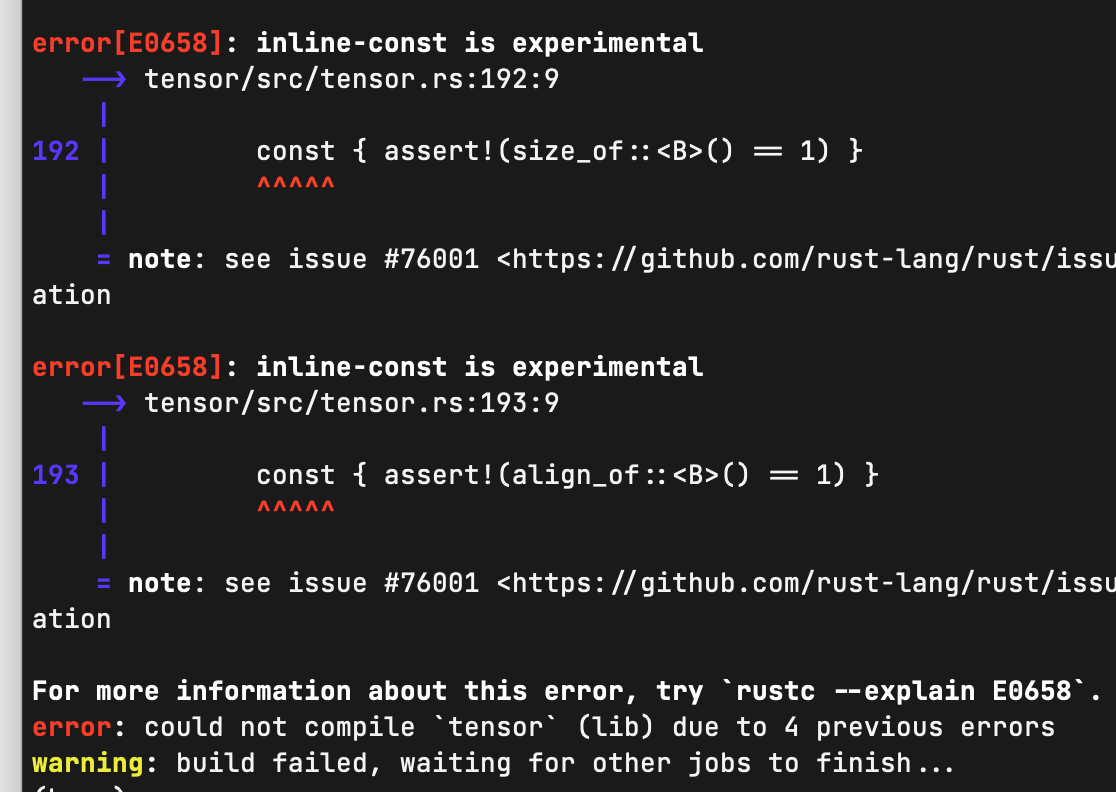 error[E0658]: inline-const is experimental
--> tensor/src/tensor.rs:192:9
|
192 | const { assert!(size_of::<B>() == 1) }
| ^^^^^
|
= note: see issue #76001 <https://github.com/rust-lang/rust/issu
ation
error[E0658]: inline-const is experimental
--> tensor/src/tensor.rs:193:9
|
193 | const { assert!(align_of::<B>() == 1) }
| ^^^^^
|
= note: see issue #76001 <https://github.com/rust-lang/rust/issu
ation
For more information about this error, try `rustc --explain E0658`.
error: could not compile `tensor` (lib) due to 4 previous errors
warning: build failed, waiting for other jobs to finish...